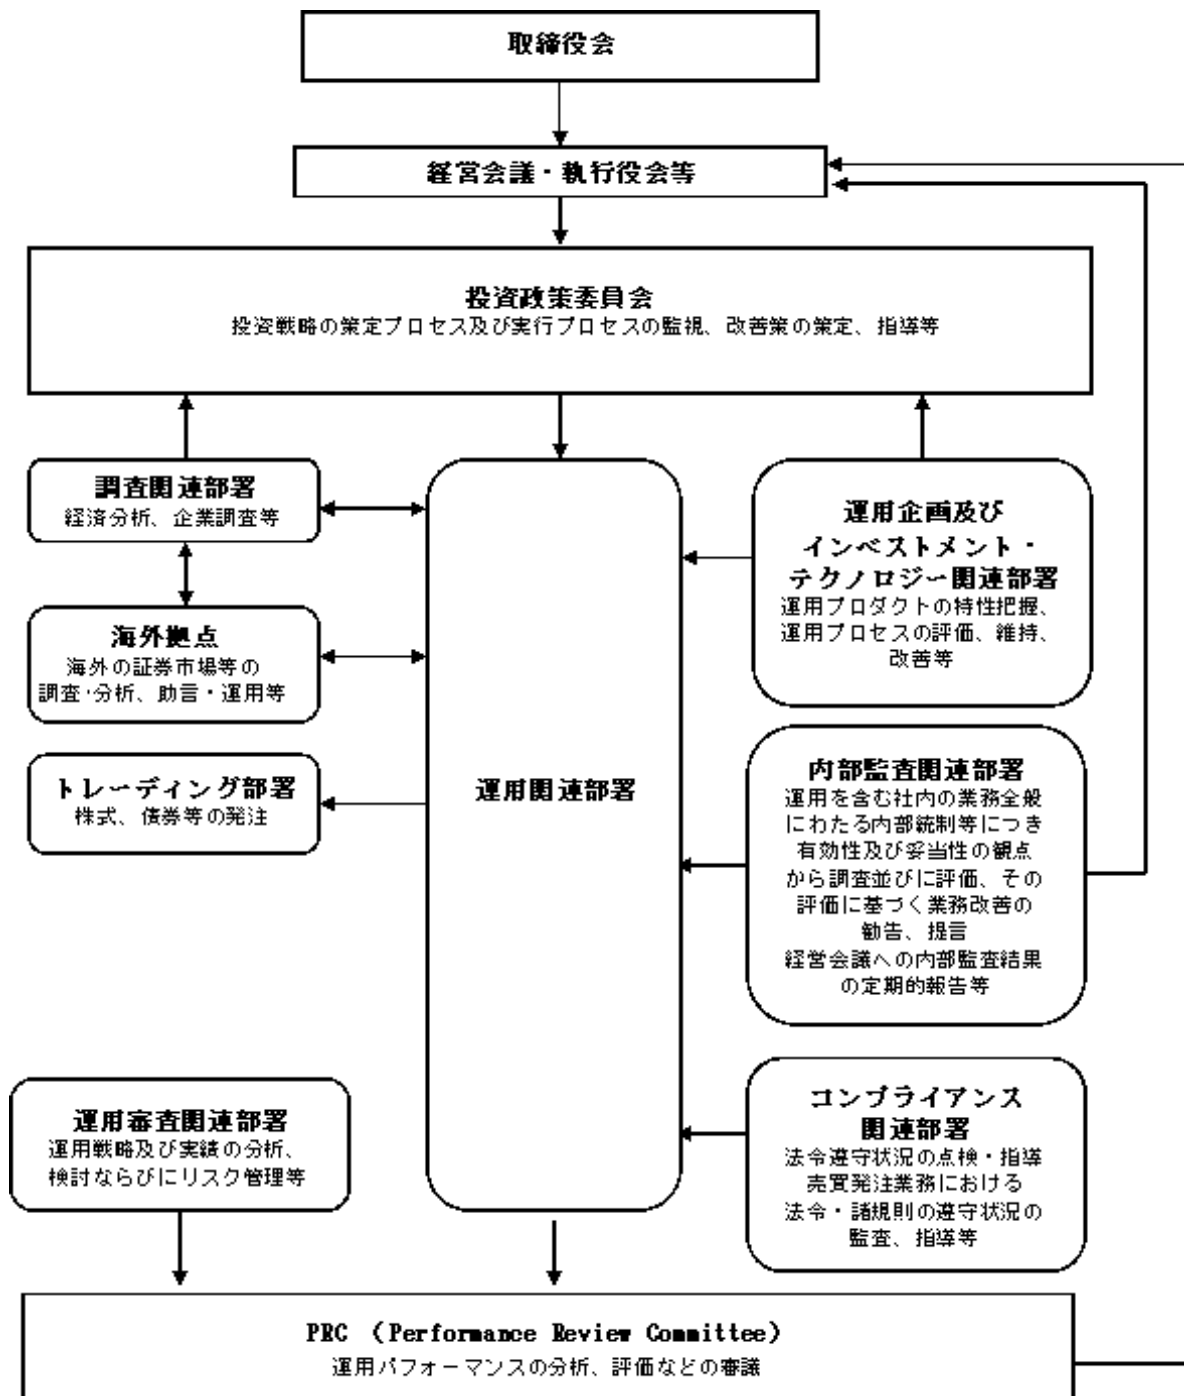 取締役会
経営会議・執行役会等
投資政策委員会
投資戦略の策定プロセス及び実行プロセスの監視、改善策の策定、指導等
調査関連部署
経済分析、企業調査等
海外拠点
海外の証券市場等の
調査・分析、助言・運用等
トレーディング部署
株式、債券等の発注
運用関連部署
運用企画及び
インベストメント・
テクノロジー関連部署
運用プロダクトの特性把握、
運用プロセスの評価、維持、
改善等
内部監査関連部署
運用を含む社内の業務全般
にわたる内部統制等につき
有効性及び妥当性の観点
から調査並びに評価、その
評価に基づく業務改善の
勧告、提言
経営会議への内部監査結果
の定期的報告等
コンプライアンス
関連部署
法令遵守状況の点検・指導
売買発注業務における
法令・諸規則の遵守状況の
監査、指導等
運用審査関連部署
運用戦略及び実績の分析、
検討ならびにリスク管理等
PRC （Performance Review Committee）
運用パフォーマンスの分析、評価などの審議